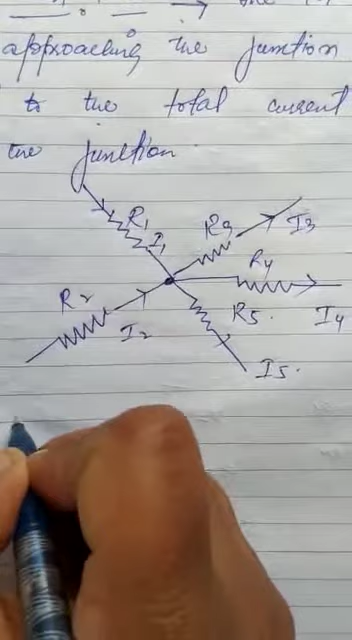 approaching the junction
to the total current
the junction.
R1
I1
R3
I3
R4
I4
R2
I2
R5.
I5.